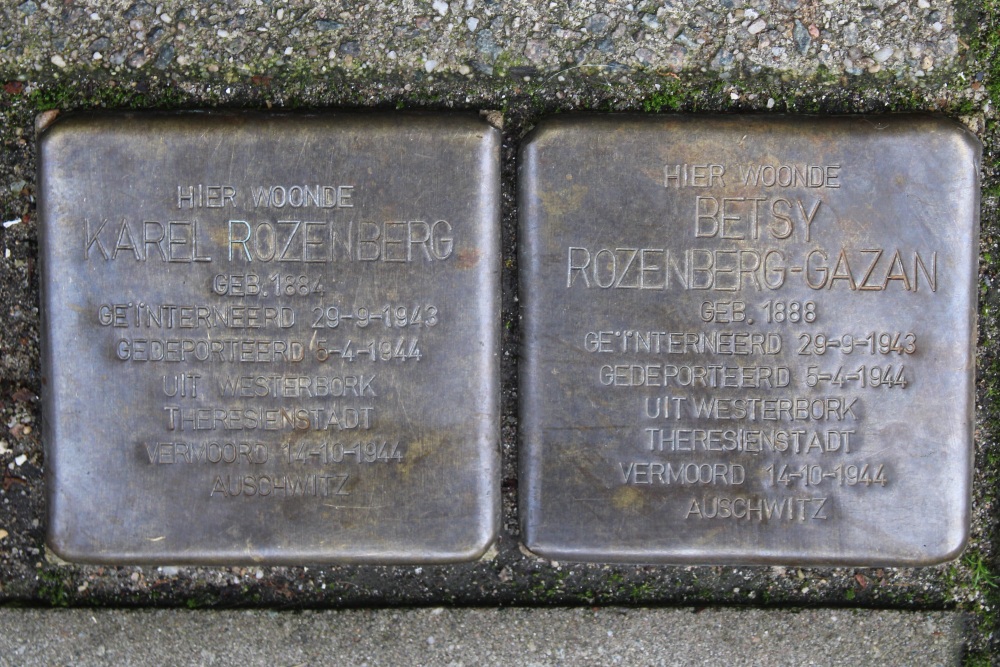 HIER WOONDE
KAREL ROZENBERG
GEB. 1884
GEÏNTERNEERD 29-9-1943
GEDEPORTEERD 5-4-1944
UIT WESTERBORK
THERESIENSTADT
VERMOORD 14-10-1944
AUSCHWITZ
HIER WOONDE
BETSY
ROZENBERG-GAZAN
GEB. 1888
GEÏNTERNEERD 29-9-1943
GEDEPORTEERD 5-4-1944
UIT WESTERBORK
THERESIENSTADT
VERMOORD 14-10-1944
AUSCHWITZ